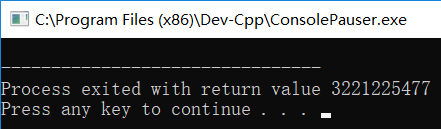 C:\Program Files (x86)\Dev-Cpp\ConsolePauser.exe
--------------------------------
Process exited with return value 3221225477
Press any key to continue . . .